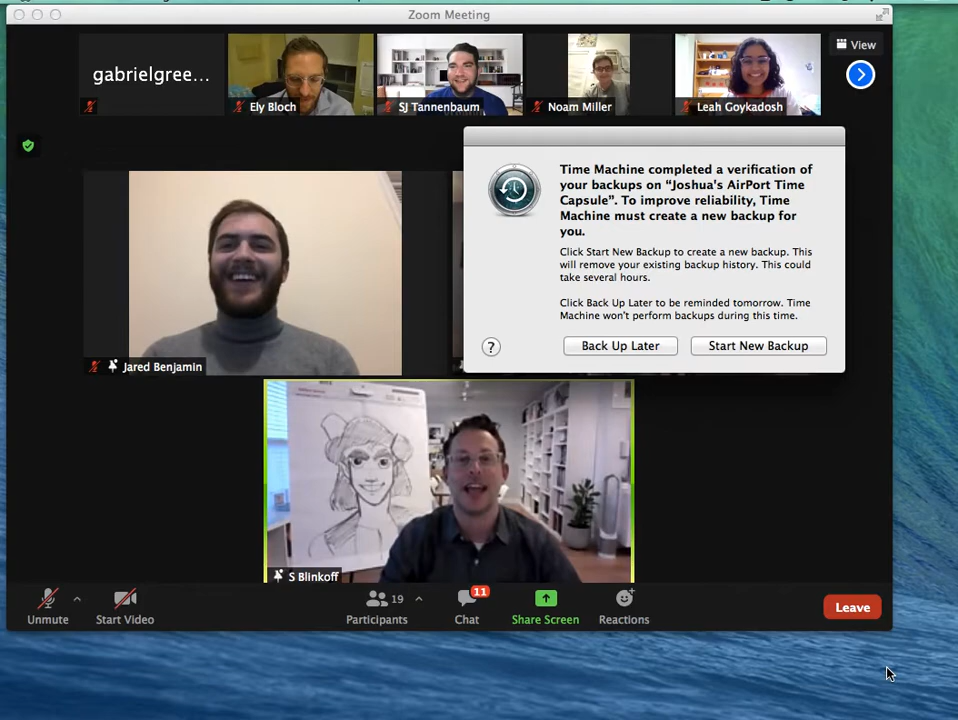 Zoom Meeting
View
gabrielgree...
Ely Bloch
SJ Tannenbaum
Noam Miller
Leah Goykadosh
Time Machine completed a verification of
your backups on “Joshua’s AirPort Time
Capsule”. To improve reliability, Time
Machine must create a new backup for
you.
Click Start New Backup to create a new backup. This
will remove your existing backup history. This could
take several hours.
Click Back Up Later to be reminded tomorrow. Time
Machine won’t perform backups during this time.
?
Back Up Later
Start New Backup
Jared Benjamin
S Blinkoff
19
11
Unmute
Start Video
Participants
Chat
Share Screen
Reactions
Leave